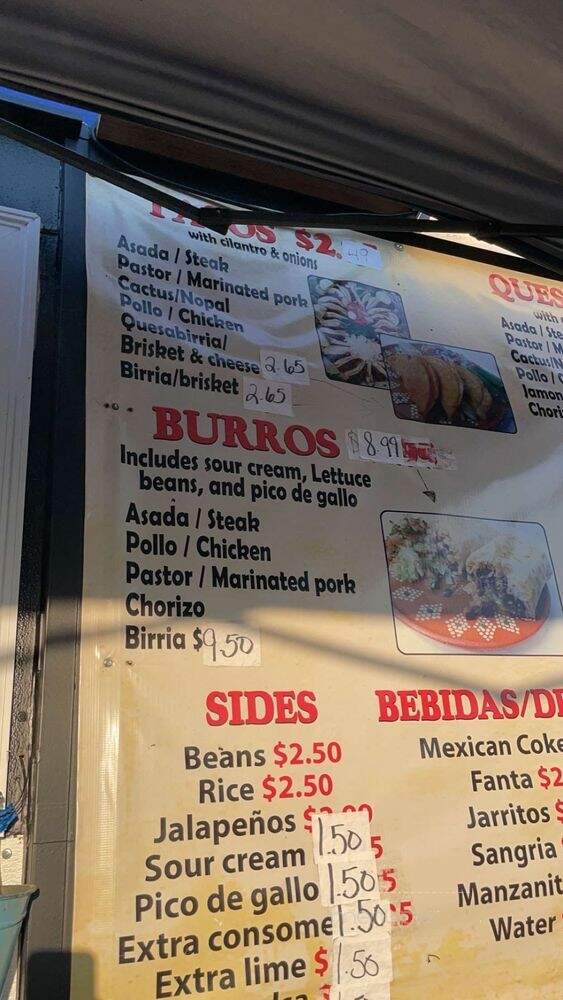 TACOS $2.49
with cilantro & onions
Asada / Steak
Pastor / Marinated pork
Cactus/Nopal
Pollo / Chicken
Quesabirria/
Brisket & cheese 2.65
Birria/brisket 2.65
BURROS $8.99
Includes sour cream, Lettuce
beans, and pico de gallo
Asada / Steak
Pollo / Chicken
Pastor / Marinated pork
Chorizo
Birria $9.50
SIDES
Beans $2.50
Rice $2.50
Jalapeños $
Sour cream 1.50
Pico de gallo 1.50
Extra consome 1.50
Extra lime $1.50
QUES
with
Asada / Ste
Pastor / M
Cactus/N
Pollo / C
Jamon
Chori
BEBIDAS/D
Mexican Coke
Fanta $2
Jarritos $
Sangria
Manzanit
Water